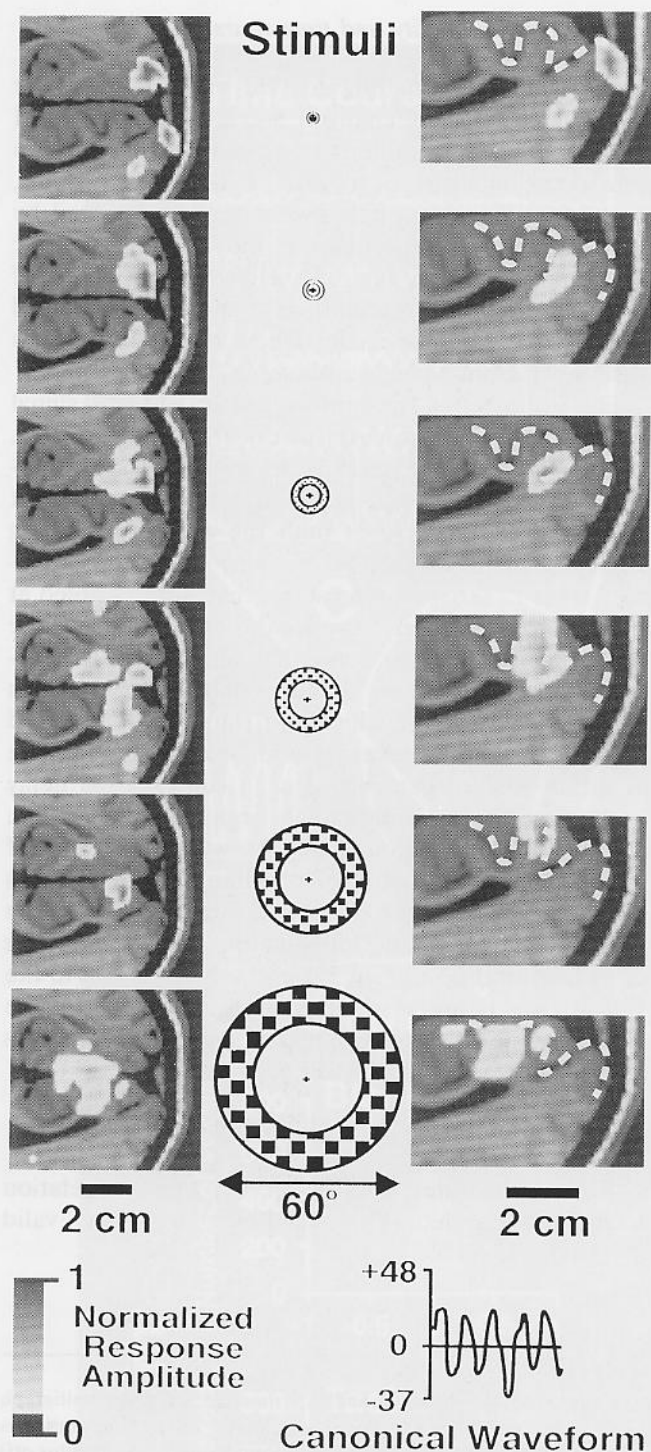 Stimuli
60°
2 cm
2 cm
1
Normalized
Response
Amplitude
0
+48
0
-37
Canonical Waveform